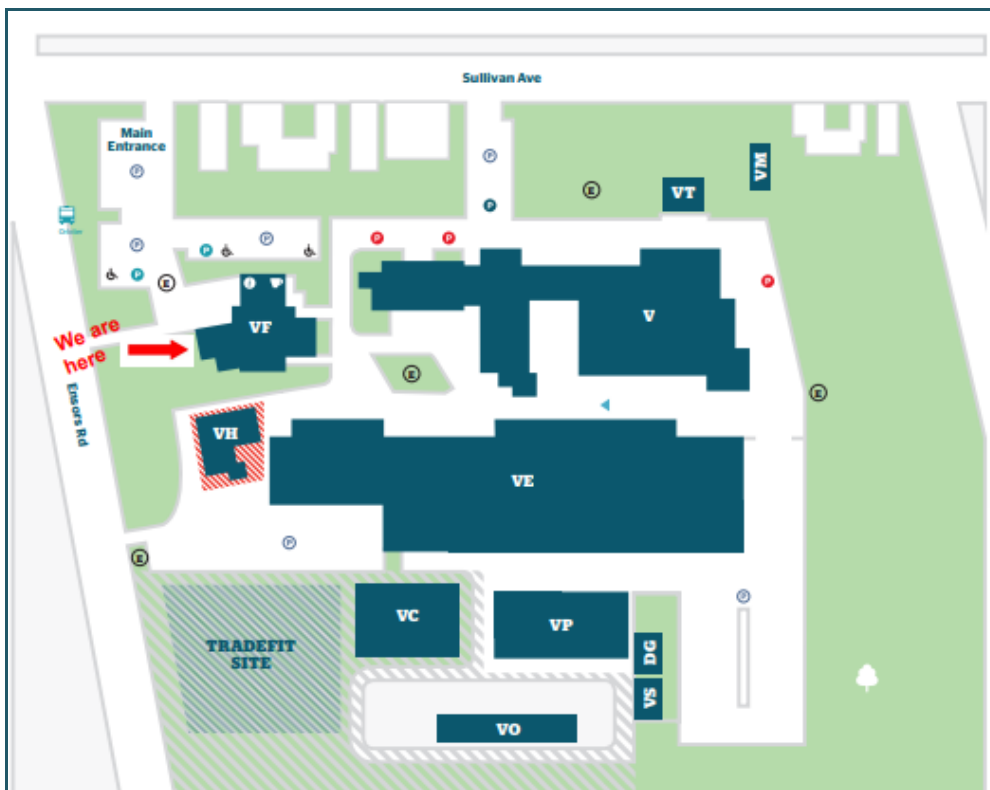 Sullivan Ave
Main
Entrance
P
VM
E
VT
P
P
Orbiter
P
P
P
P
P
P
E
P
i
V
VF
We are
here
E
E
Ensors Rd
VH
VE
P
E
VC
VP
P
TRADEFIT
SITE
DG
VS
VO